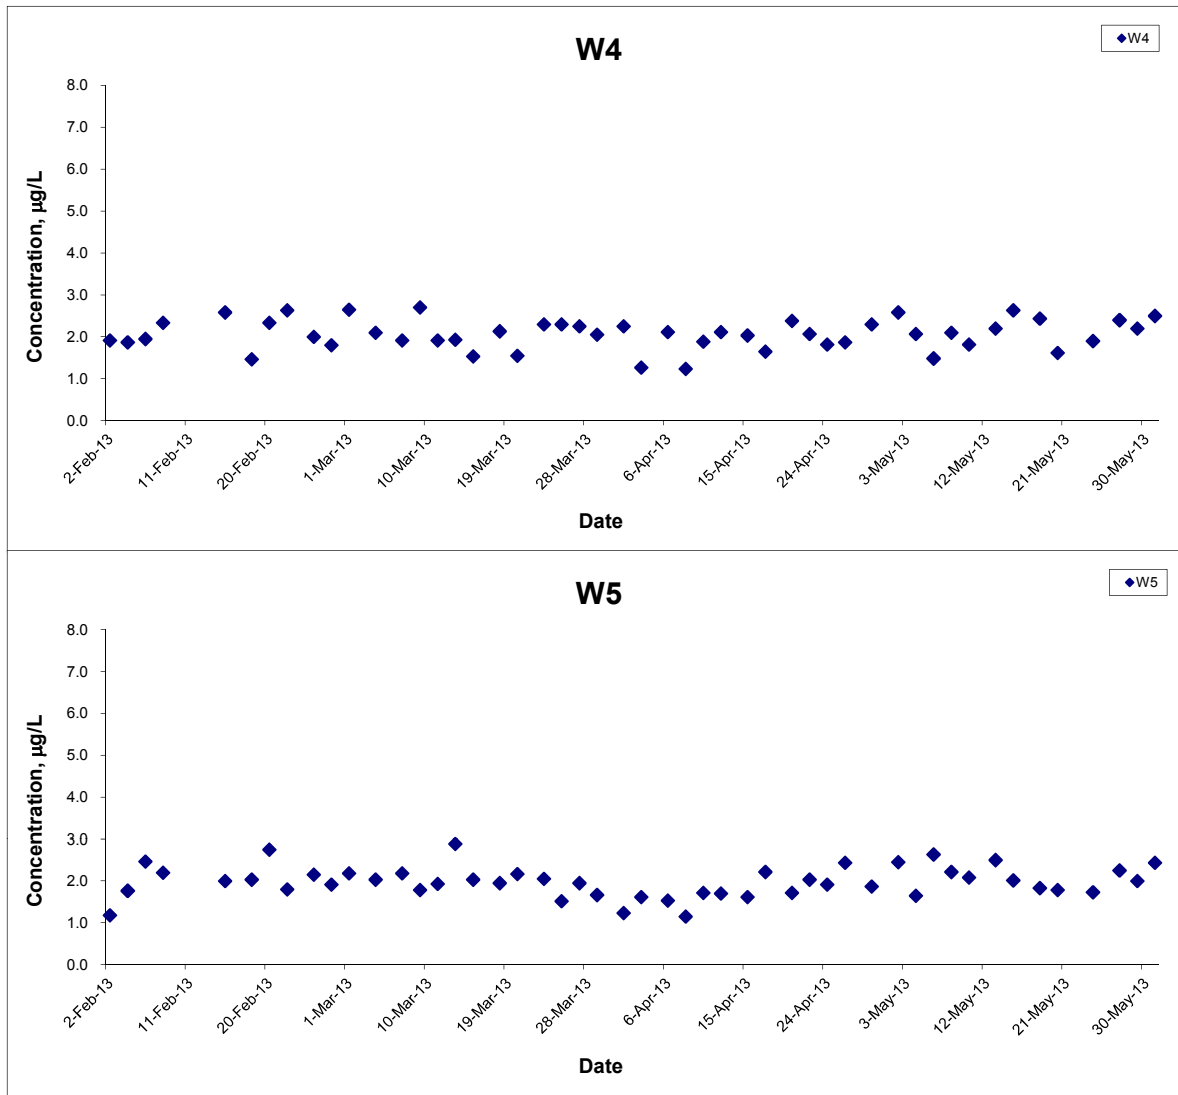 W4
W4
8.0
7.0
6.0
5.0
4.0
3.0
2.0
1.0
0.0
Concentration, µg/L
2-Feb-13 11-Feb-13 20-Feb-13 1-Mar-13 10-Mar-13 19-Mar-13 28-Mar-13 6-Apr-13 15-Apr-13 24-Apr-13 3-May-13 12-May-13 21-May-13 30-May-13
Date
W5
W5
8.0
7.0
6.0
5.0
4.0
3.0
2.0
1.0
0.0
Concentration, µg/L
2-Feb-13 11-Feb-13 20-Feb-13 1-Mar-13 10-Mar-13 19-Mar-13 28-Mar-13 6-Apr-13 15-Apr-13 24-Apr-13 3-May-13 12-May-13 21-May-13 30-May-13
Date